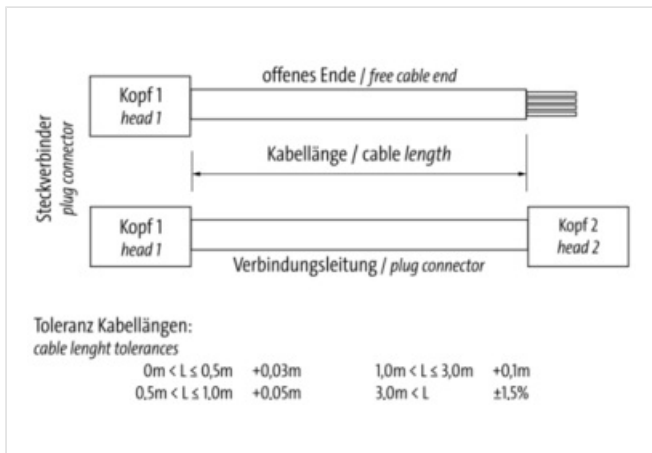 offenes Ende / free cable end
Kopf 1
head 1
Steckverbinder
plug connector
Kabellänge / cable length
Kopf 1
head 1
Kopf 2
head 2
Verbindungsleitung / plug connector
Toleranz Kabellängen:
cable lenght tolerances
0m < L ≤ 0,5m +0,03m 1,0m < L ≤ 3,0m +0,1m
0,5m < L ≤ 1,0m +0,05m 3,0m < L ±1,5%